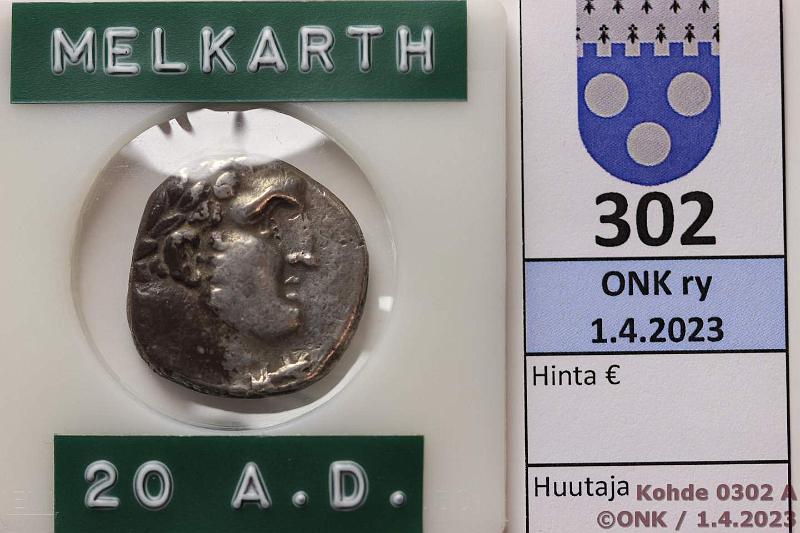 MELKARTH
20 A.D.
302
ONK ry
1.4.2023
Hinta €
Huutaja
Kohde 0302 A
©ONK / 1.4.2023